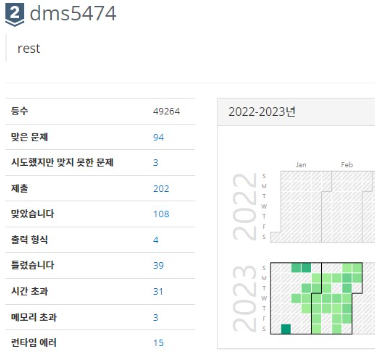 2 dms5474
rest
등수 49264
맞은 문제 94
시도했지만 맞지 못한 문제 3
제출 202
맞았습니다 108
출력 형식 4
틀렸습니다 39
시간 초과 31
메모리 초과 3
런타임 에러 15
2022-2023년
Jan Feb
2022
S
M
T
W
T
F
S
2023
S
M
T
W
T
F
S